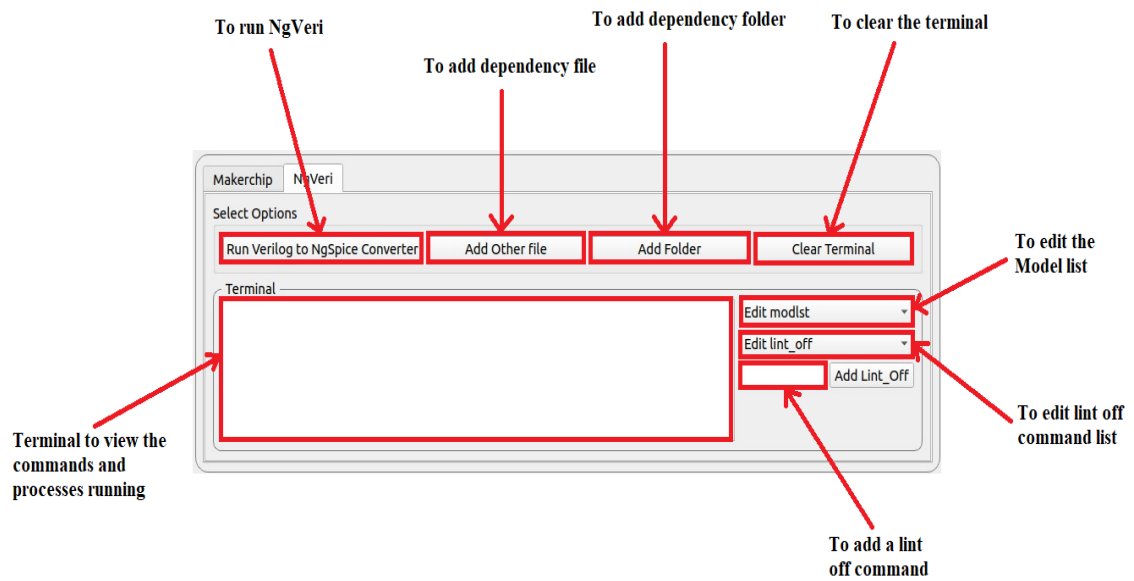 To run NgVeri
To add dependency file
To add dependency folder
To clear the terminal
Makerchip
NgVeri
Select Options
Run Verilog to NgSpice Converter
Add Other file
Add Folder
Clear Terminal
Terminal
Edit modlst
Edit lint_off
Add Lint_Off
To edit the
Model list
To edit lint off
command list
Terminal to view the
commands and
processes running
To add a lint
off command